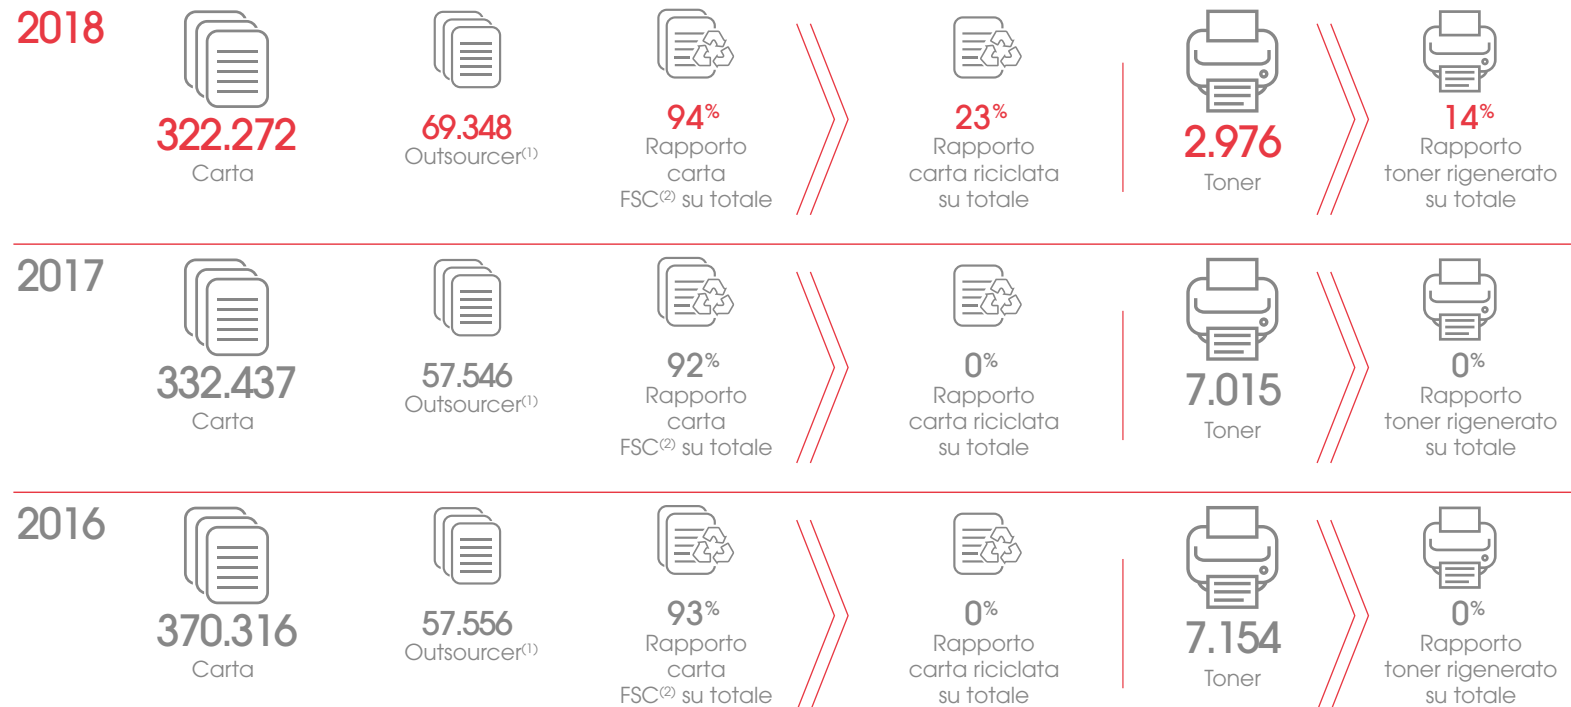 2018
322.272
Carta
69.348
Outsourcer(1)
94%
Rapporto
carta
FSC(2) su totale
23%
Rapporto
carta riciclata
su totale
2.976
Toner
14%
Rapporto
toner rigenerato
su totale
2017
332.437
Carta
57.546
Outsourcer(1)
92%
Rapporto
carta
FSC(2) su totale
0%
Rapporto
carta riciclata
su totale
7.015
Toner
0%
Rapporto
toner rigenerato
su totale
2016
370.316
Carta
57.556
Outsourcer(1)
93%
Rapporto
carta
FSC(2) su totale
0%
Rapporto
carta riciclata
su totale
7.154
Toner
0%
Rapporto
toner rigenerato
su totale